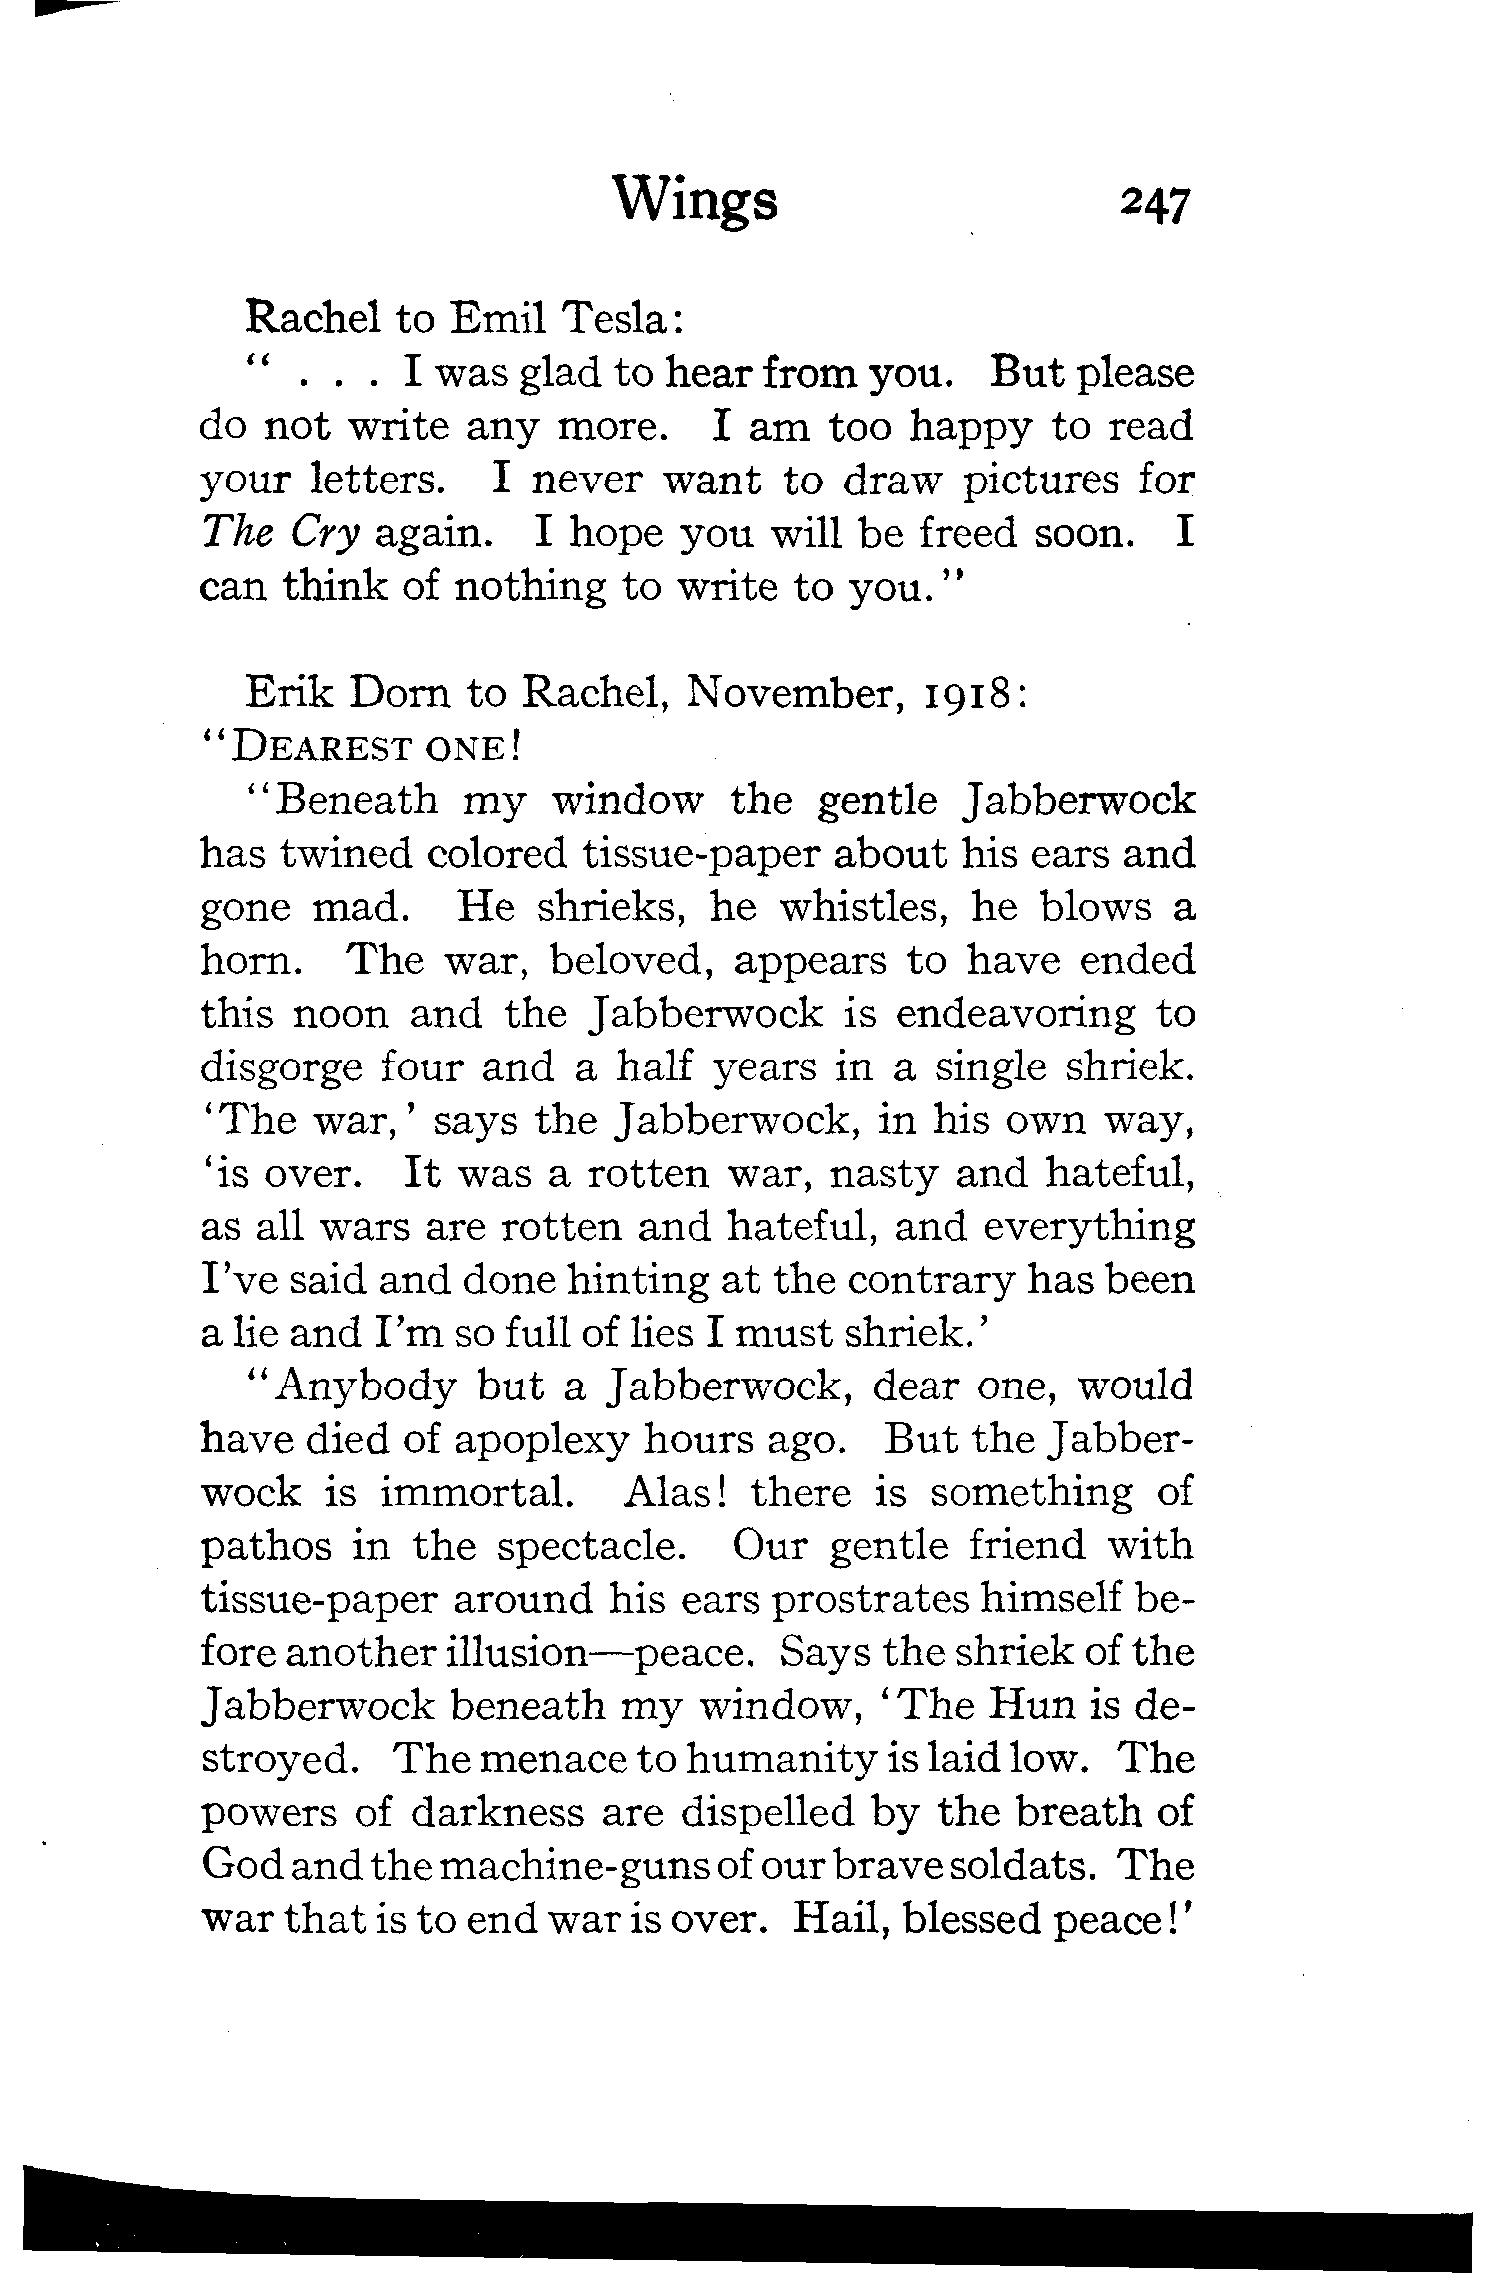 Wings 247
Rachel to Emil Tesla:
" . . . I was glad to hear from you. But please
do not write any more. I am too happy to read
your letters. I never want to draw pictures for
The Cry again. I hope you will be freed soon. I
can think of nothing to write to you."
Erik Dorn to Rachel, November, 1918:
"DEAREST ONE!
"Beneath my window the gentle Jabberwock
has twined colored tissue-paper about his ears and
gone mad. He shrieks, he whistles, he blows a
horn. The war, beloved, appears to have ended
this noon and the Jabberwock is endeavoring to
disgorge four and a half years in a single shriek.
'The war,' says the Jabberwock, in his own way,
'is over. It was a rotten war, nasty and hateful,
as all wars are rotten and hateful, and everything
I've said and done hinting at the contrary has been
a lie and I'm so full of lies I must shriek.'
"Anybody but a Jabberwock, dear one, would
have died of apoplexy hours ago. But the Jabber-
wock is immortal. Alas! there is something of
pathos in the spectacle. Our gentle friend with
tissue-paper around his ears prostrates himself be-
fore another illusion—peace. Says the shriek of the
Jabberwock beneath my window, 'The Hun is de-
stroyed. The menace to humanity is laid low. The
powers of darkness are dispelled by the breath of
God and the machine-guns of our brave soldats. The
war that is to end war is over. Hail, blessed peace!'